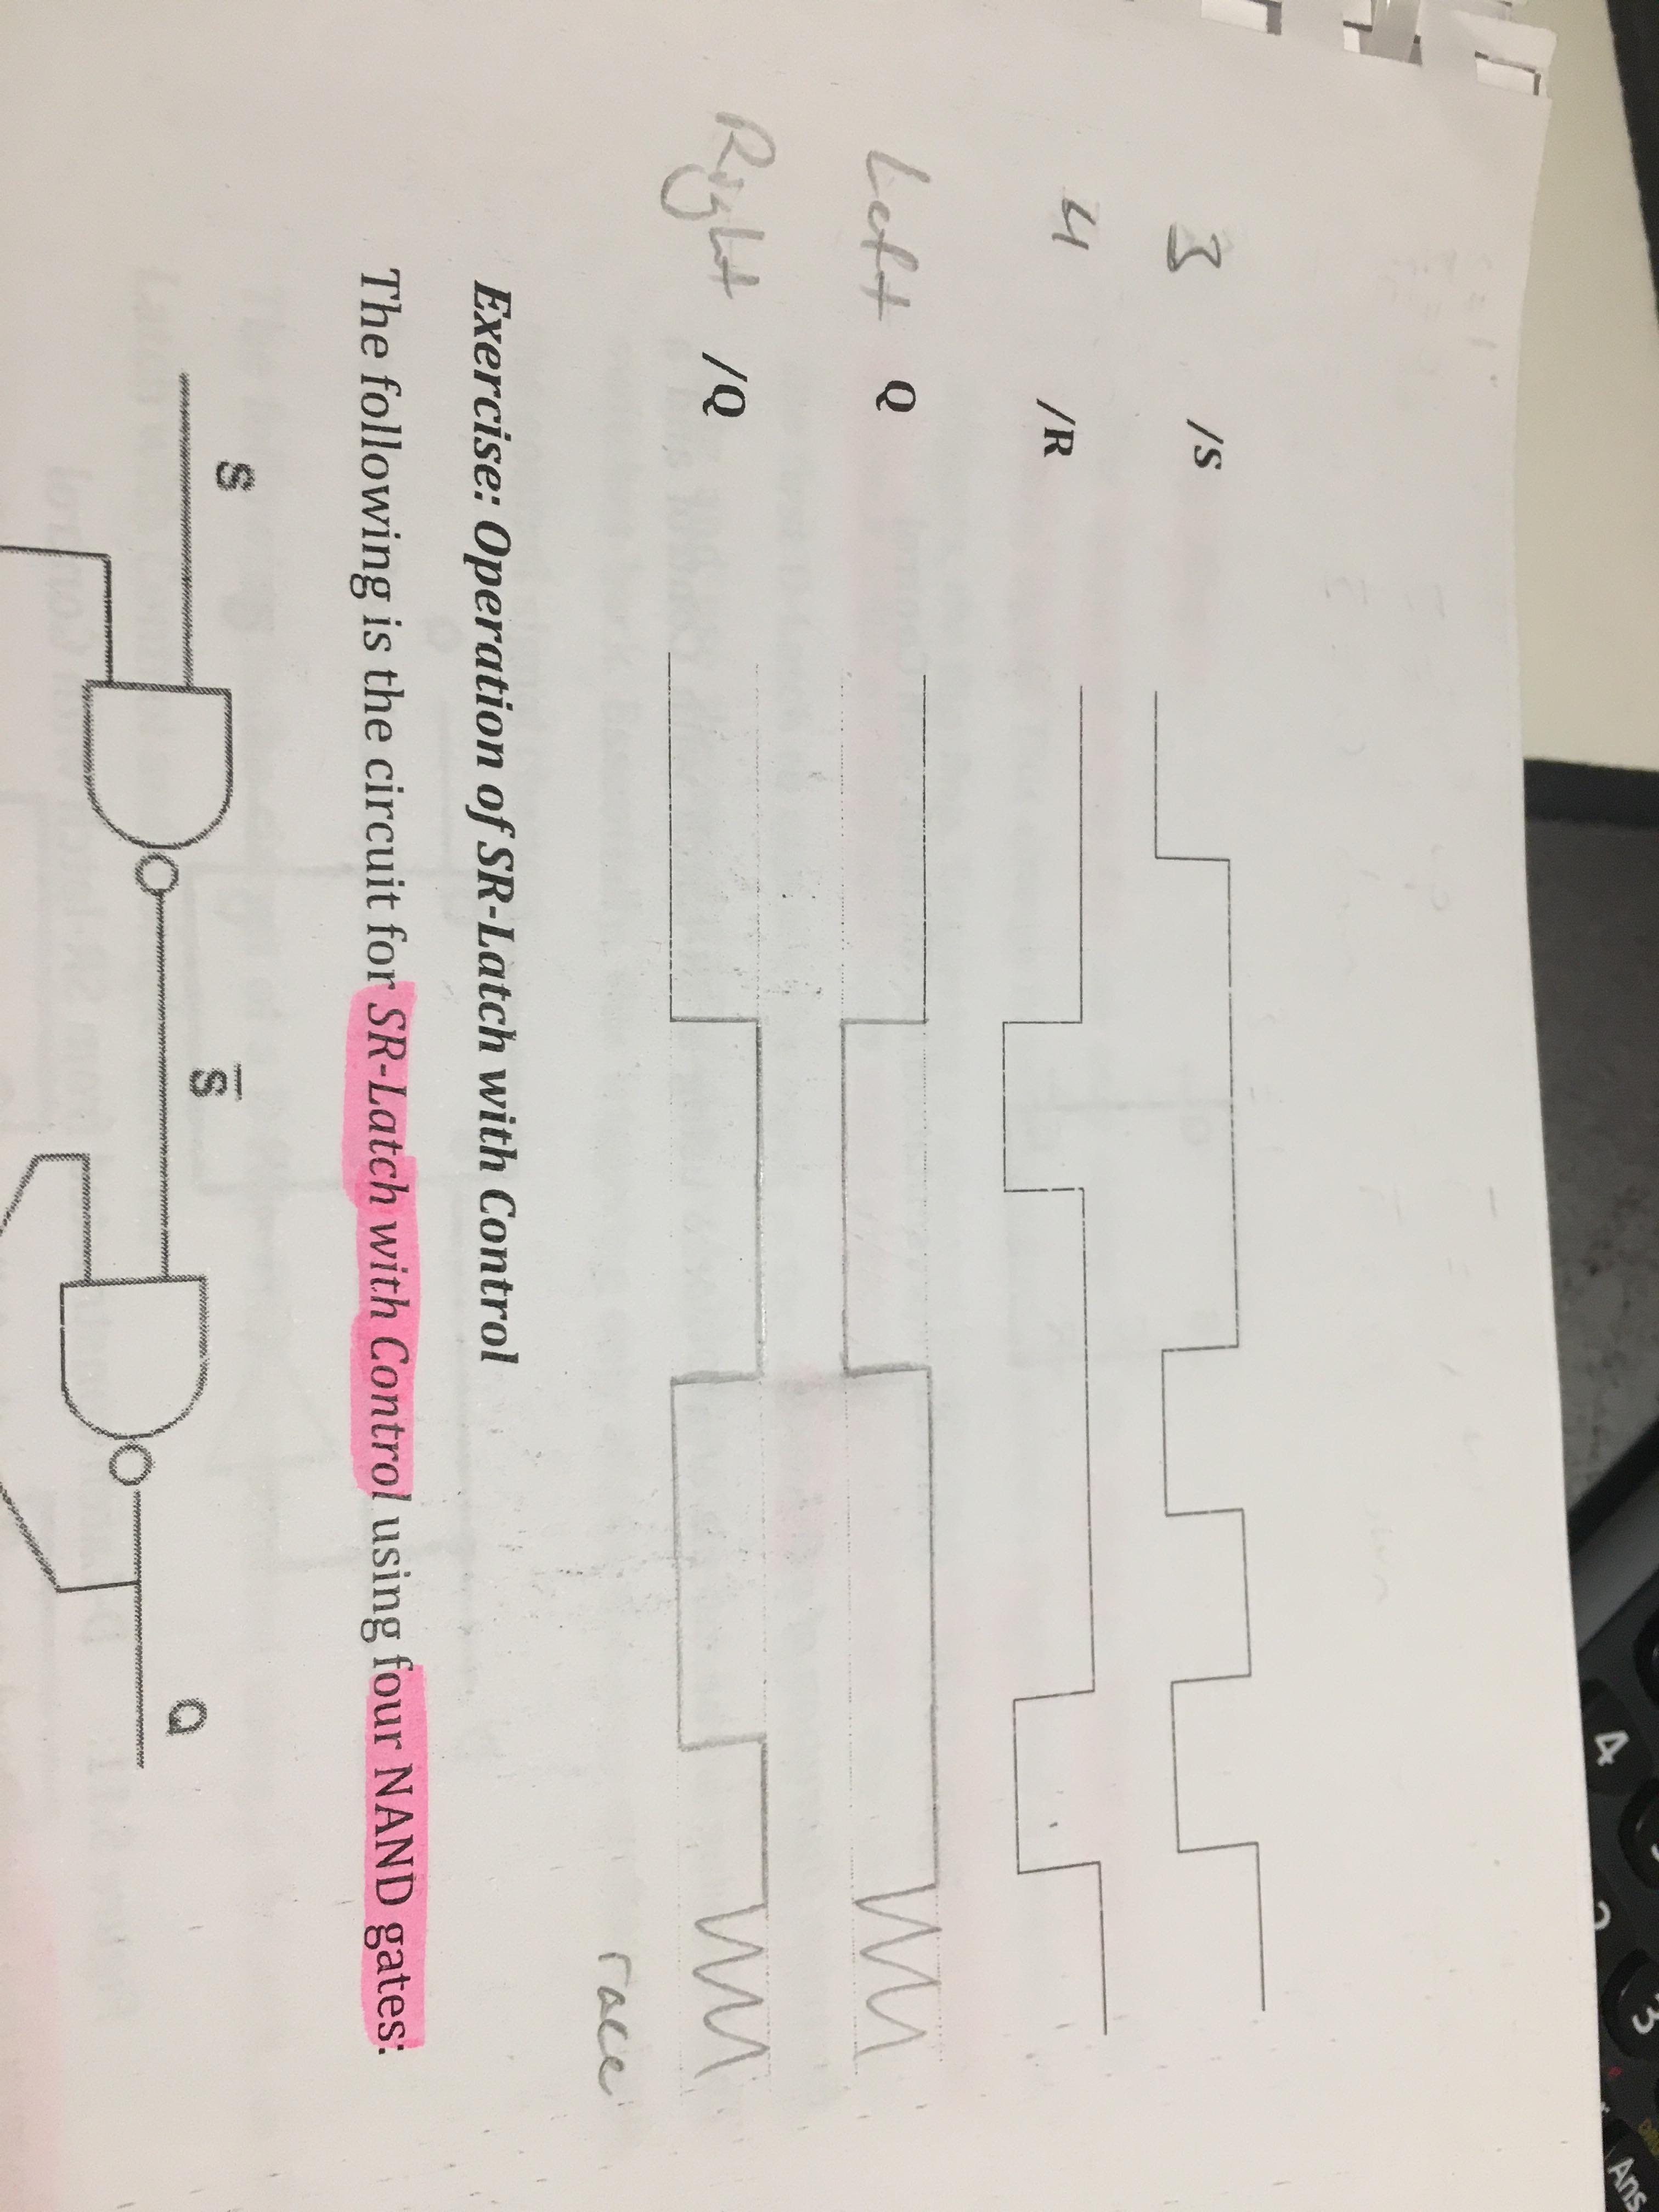 4
3
Ans
3 /S
4 /R
Left Q
Right /Q
race
Exercise: Operation of SR-Latch with Control
The following is the circuit for SR-Latch with Control using four NAND gates:
S
S̅
Q